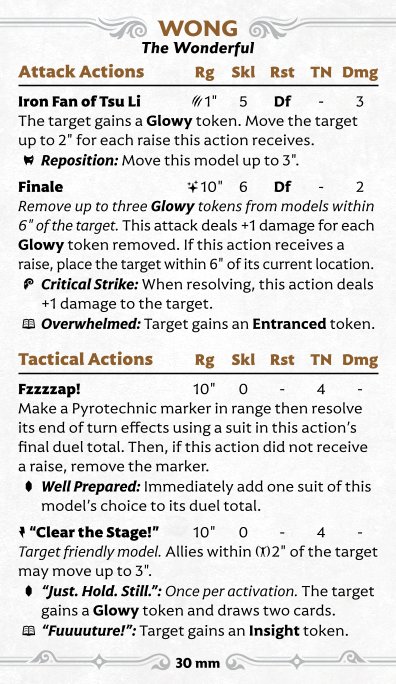 WONG
The Wonderful
Attack Actions Rg Skl Rst TN Dmg
Iron Fan of Tsu Li 1" 5 Df - 3
The target gains a Glowy token. Move the target
up to 2" for each raise this action receives.
Reposition: Move this model up to 3".
Finale 10" 6 Df - 2
Remove up to three Glowy tokens from models within
6" of the target. This attack deals +1 damage for each
Glowy token removed. If this action receives a
raise, place the target within 6" of its current location.
Critical Strike: When resolving, this action deals
+1 damage to the target.
Overwhelmed: Target gains an Entranced token.
Tactical Actions Rg Skl Rst TN Dmg
Fzzzzap! 10" 0 - 4 -
Make a Pyrotechnic marker in range then resolve
its end of turn effects using a suit in this action's
final duel total. Then, if this action did not receive
a raise, remove the marker.
Well Prepared: Immediately add one suit of this
model's choice to its duel total.
"Clear the Stage!" 10" 0 - 4 -
Target friendly model. Allies within 2" of the target
may move up to 3".
"Just. Hold. Still.": Once per activation. The target
gains a Glowy token and draws two cards.
"Fuuuuture!": Target gains an Insight token.
30 mm